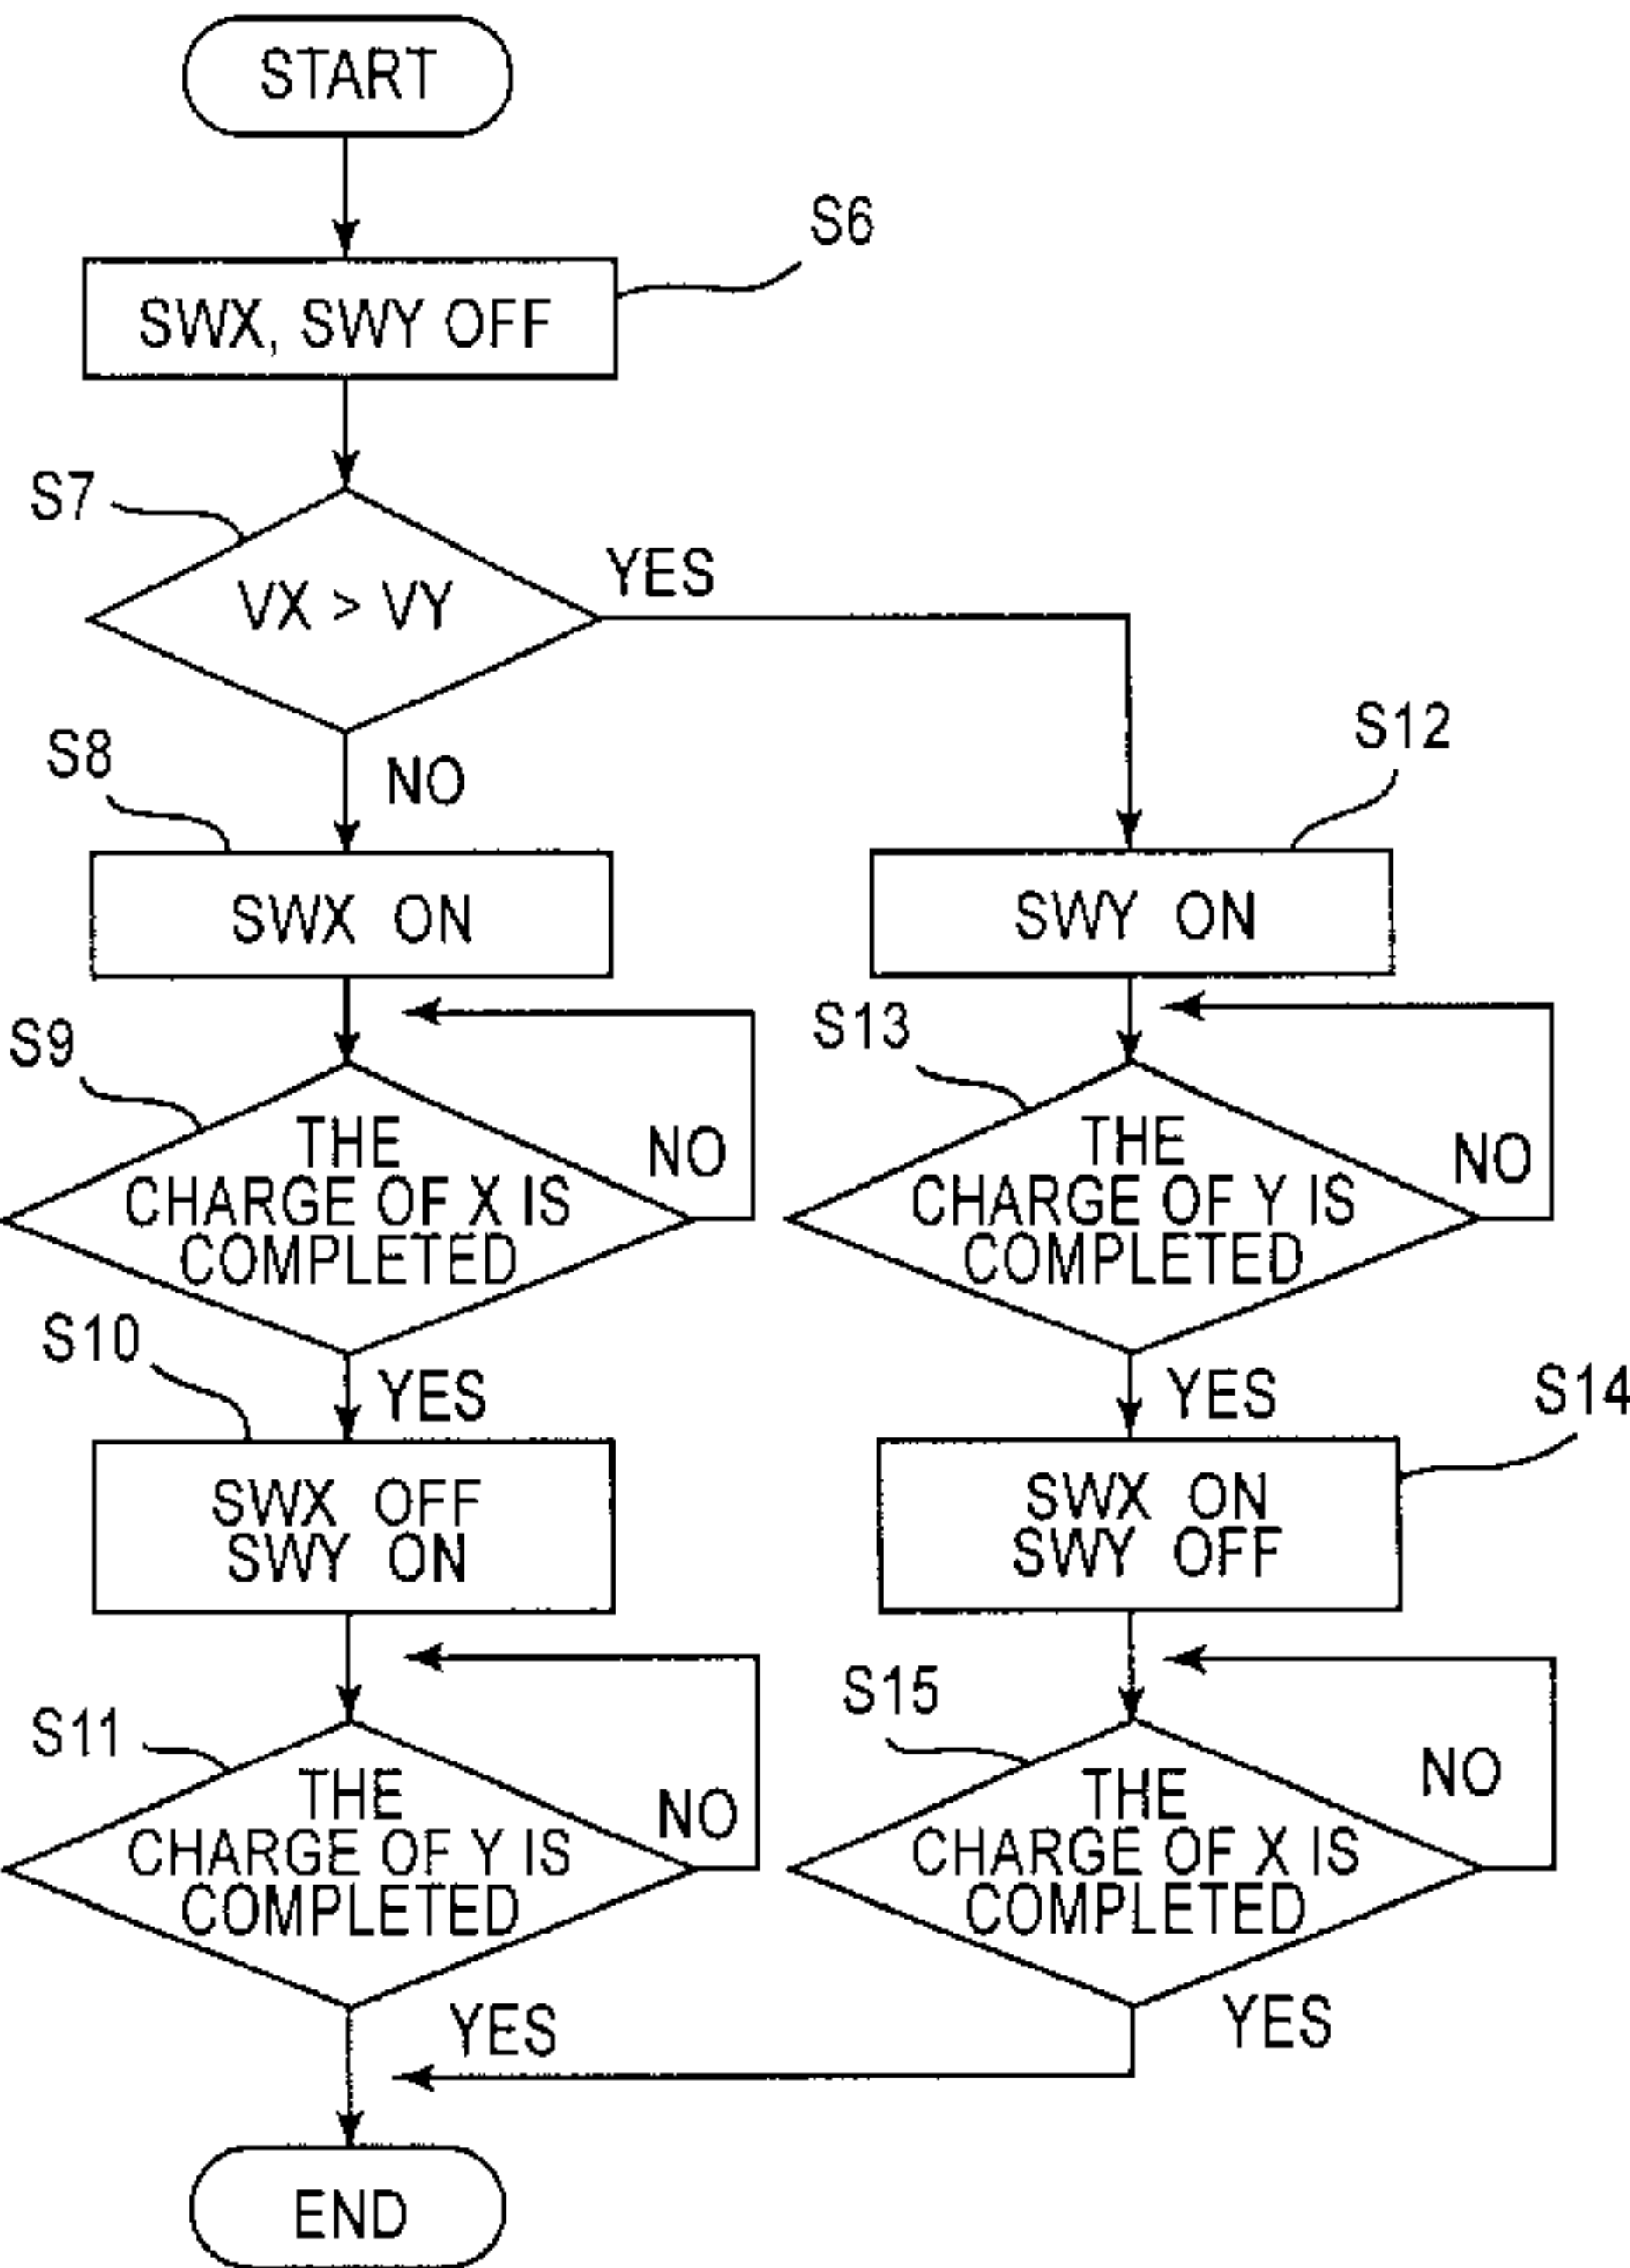 START
S6
SWX, SWY OFF
S7
VX > VY
YES
NO
S8
SWX ON
S12
SWY ON
S9
THE
CHARGE OF X IS
COMPLETED
NO
YES
S13
THE
CHARGE OF Y IS
COMPLETED
NO
YES
S10
SWX OFF
SWY ON
S14
SWX ON
SWY OFF
S11
THE
CHARGE OF Y IS
COMPLETED
NO
YES
S15
THE
CHARGE OF X IS
COMPLETED
NO
YES
END